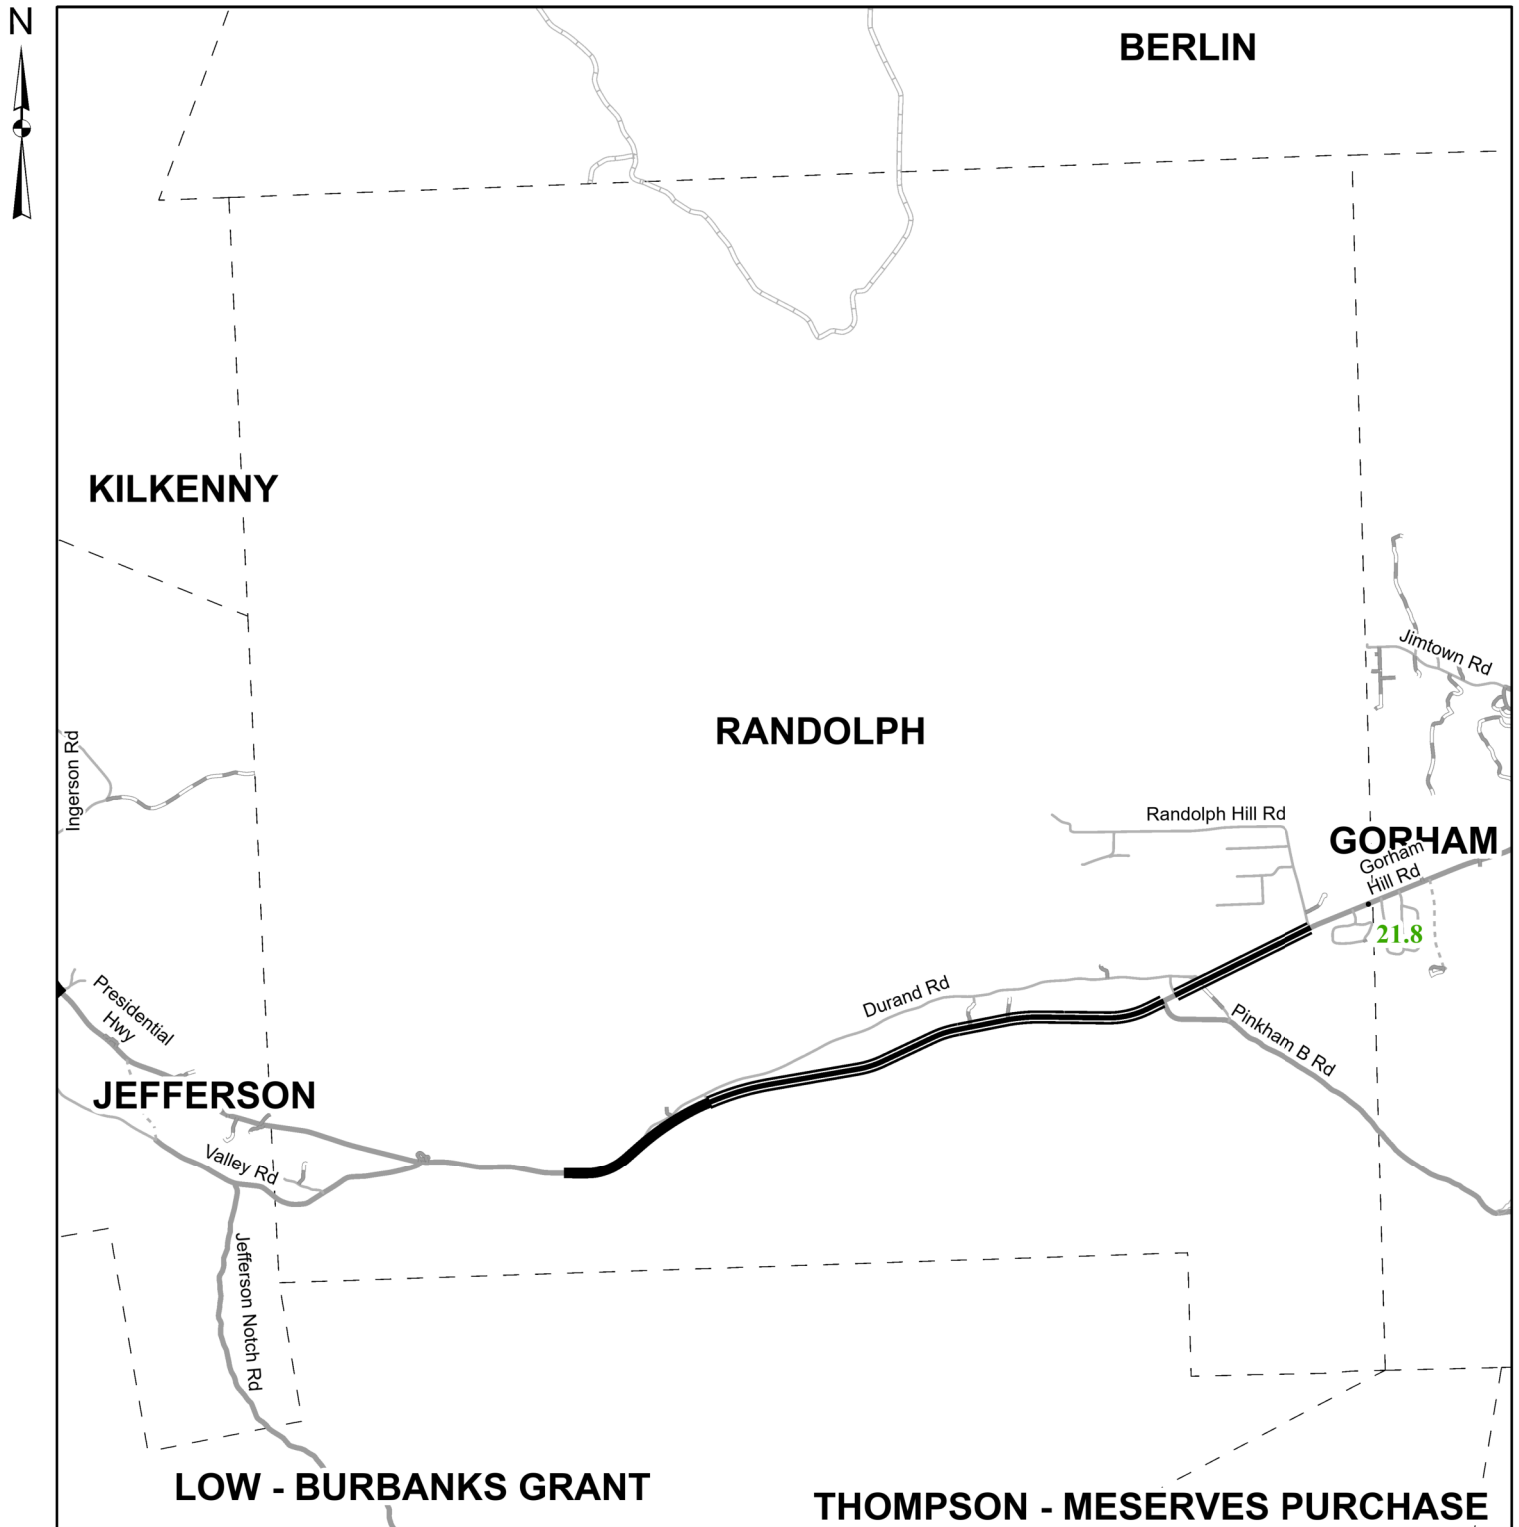 N
BERLIN
KILKENNY
RANDOLPH
Jimtown Rd
Ingerson Rd
Randolph Hill Rd
GORHAM
Gorham
Hill Rd
21.8
Presidential
Hwy
Durand Rd
Pinkham B Rd
JEFFERSON
Valley Rd
Jefferson Notch Rd
LOW - BURBANKS GRANT
THOMPSON - MESERVES PURCHASE